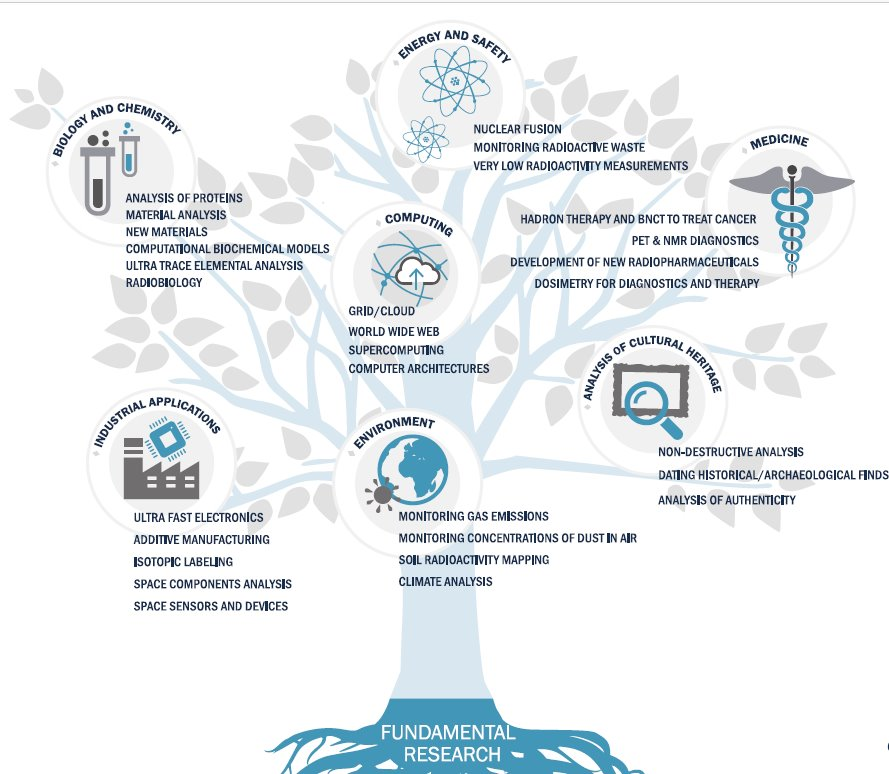 ENERGY AND SAFETY
NUCLEAR FUSION
MONITORING RADIOACTIVE WASTE
VERY LOW RADIOACTIVITY MEASUREMENTS
BIOLOGY AND CHEMISTRY
ANALYSIS OF PROTEINS
MATERIAL ANALYSIS
NEW MATERIALS
COMPUTATIONAL BIOCHEMICAL MODELS
ULTRA TRACE ELEMENTAL ANALYSIS
RADIOBIOLOGY
MEDICINE
HADRON THERAPY AND BNCT TO TREAT CANCER
PET & NMR DIAGNOSTICS
DEVELOPMENT OF NEW RADIOPHARMACEUTICALS
DOSIMETRY FOR DIAGNOSTICS AND THERAPY
COMPUTING
GRID/CLOUD
WORLD WIDE WEB
SUPERCOMPUTING
COMPUTER ARCHITECTURES
ANALYSIS OF CULTURAL HERITAGE
NON-DESTRUCTIVE ANALYSIS
DATING HISTORICAL/ARCHAEOLOGICAL FINDS
ANALYSIS OF AUTHENTICITY
INDUSTRIAL APPLICATIONS
ULTRA FAST ELECTRONICS
ADDITIVE MANUFACTURING
ISOTOPIC LABELING
SPACE COMPONENTS ANALYSIS
SPACE SENSORS AND DEVICES
ENVIRONMENT
MONITORING GAS EMISSIONS
MONITORING CONCENTRATIONS OF DUST IN AIR
SOIL RADIOACTIVITY MAPPING
CLIMATE ANALYSIS
FUNDAMENTAL
RESEARCH